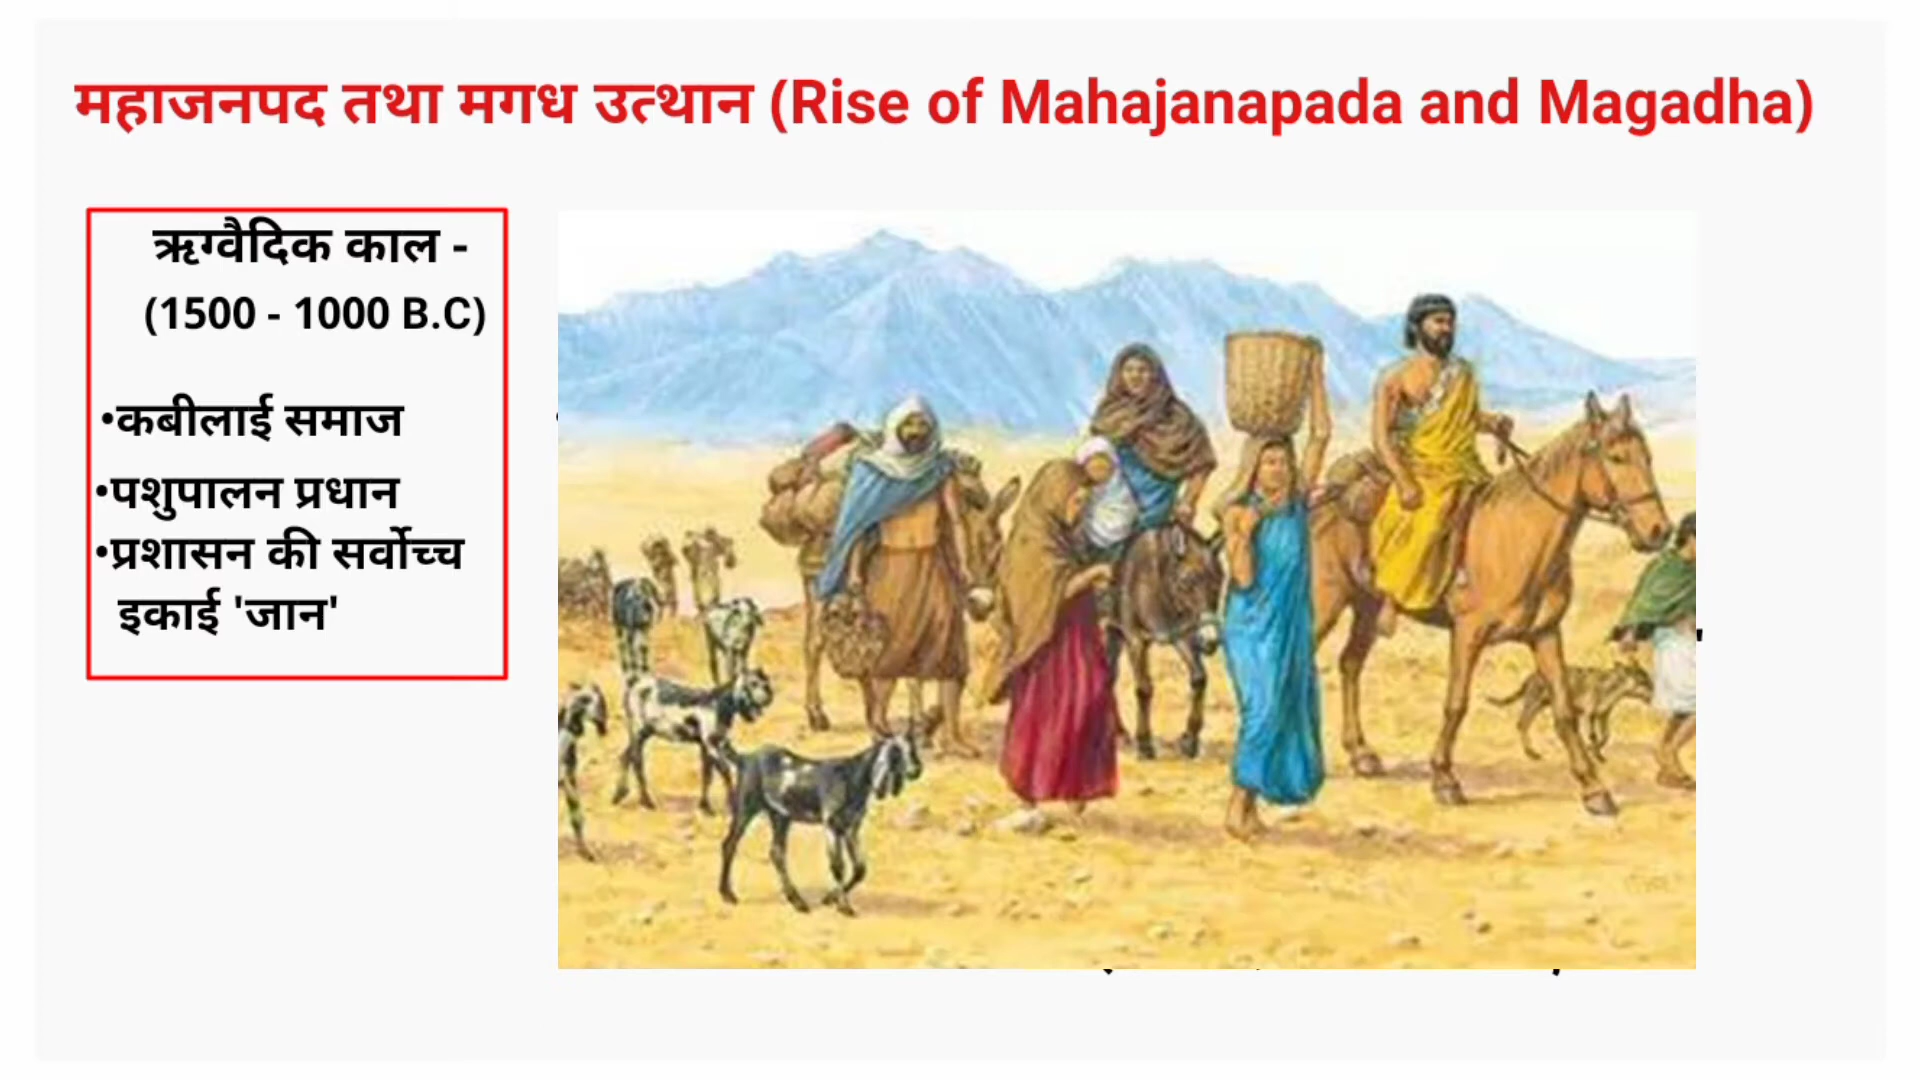 महाजनपद तथा मगध उत्थान (Rise of Mahajanapada and Magadha)
ऋग्वैदिक काल -
(1500 - 1000 B.C)
•कबीलाई समाज
•पशुपालन प्रधान
•प्रशासन की सर्वोच्च
इकाई 'जान'